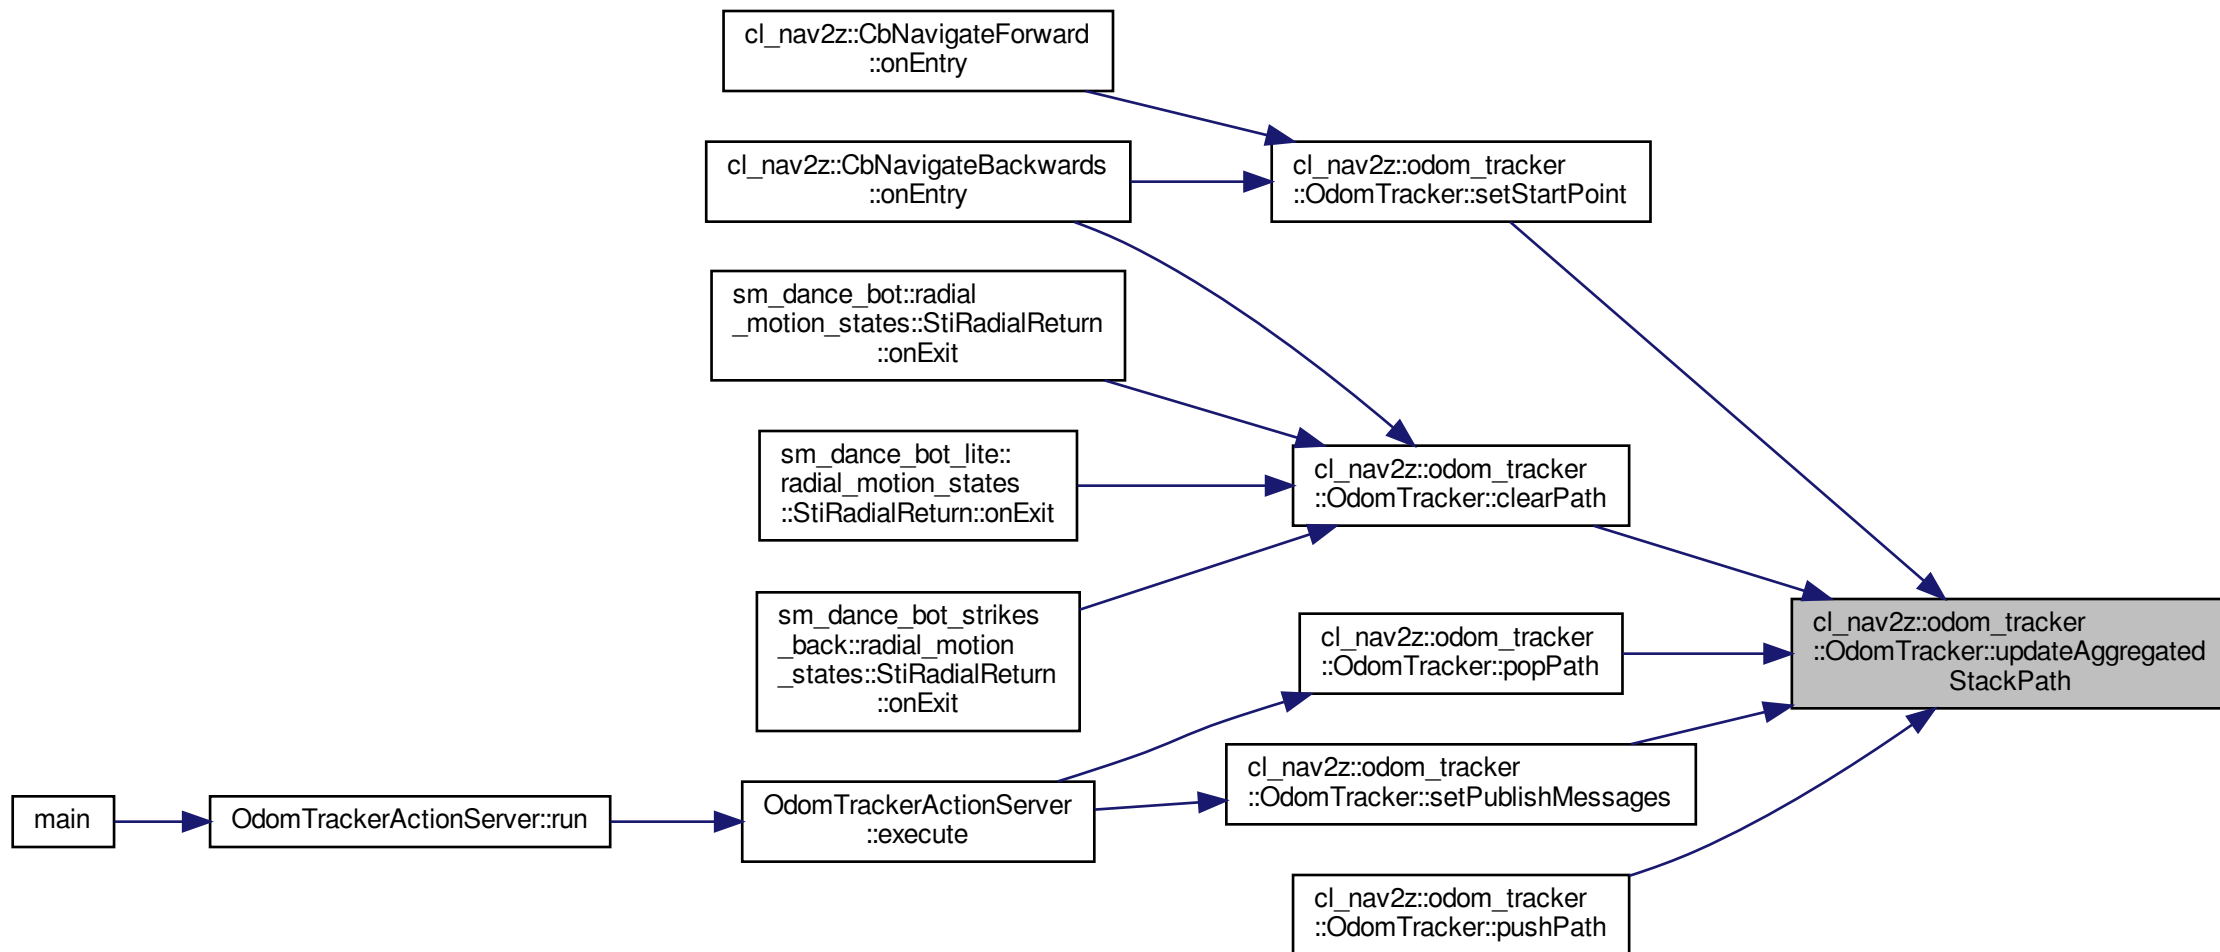 cl_nav2z::CbNavigateForward
::onEntry
cl_nav2z::CbNavigateBackwards
::onEntry
cl_nav2z::odom_tracker
::OdomTracker::setStartPoint
sm_dance_bot::radial
_motion_states::StiRadialReturn
::onExit
sm_dance_bot_lite::
radial_motion_states
::StiRadialReturn::onExit
cl_nav2z::odom_tracker
::OdomTracker::clearPath
sm_dance_bot_strikes
_back::radial_motion
_states::StiRadialReturn
::onExit
cl_nav2z::odom_tracker
::OdomTracker::popPath
cl_nav2z::odom_tracker
::OdomTracker::updateAggregated
StackPath
main
OdomTrackerActionServer::run
OdomTrackerActionServer
::execute
cl_nav2z::odom_tracker
::OdomTracker::setPublishMessages
cl_nav2z::odom_tracker
::OdomTracker::pushPath